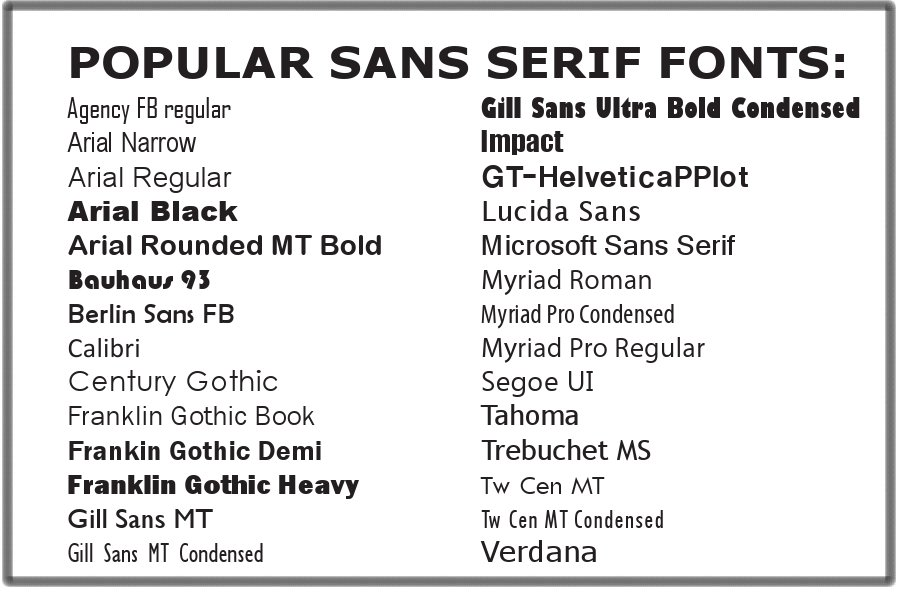 POPULAR SANS SERIF FONTS:
Agency FB regular
Arial Narrow
Arial Regular
Arial Black
Arial Rounded MT Bold
Bauhaus 93
Berlin Sans FB
Calibri
Century Gothic
Franklin Gothic Book
Frankin Gothic Demi
Franklin Gothic Heavy
Gill Sans MT
Gill Sans MT Condensed
Gill Sans Ultra Bold Condensed
Impact
GT-HelveticaPPlot
Lucida Sans
Microsoft Sans Serif
Myriad Roman
Myriad Pro Condensed
Myriad Pro Regular
Segoe UI
Tahoma
Trebuchet MS
Tw Cen MT
Tw Cen MT Condensed
Verdana